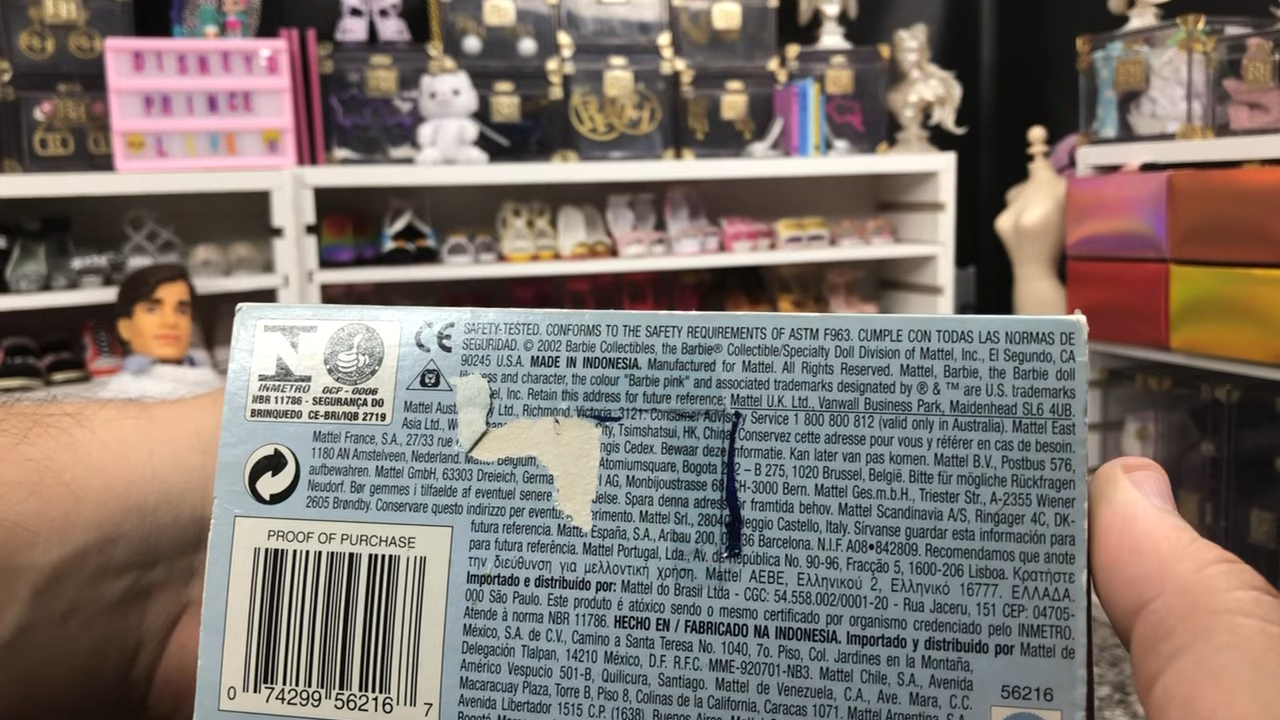 DISNEY'S
PRINCE
INMETRO OCP - 0006
NBR 11786 - SEGURANÇA DO
BRINQUEDO CE-BRI/IQB 2719
CE
SAFETY-TESTED. CONFORMS TO THE SAFETY REQUIREMENTS OF ASTM F963. CUMPLE CON TODAS LAS NORMAS DE
SEGURIDAD. © 2002 Barbie Collectibles, the Barbie® Collectible/Specialty Doll Division of Mattel, Inc., El Segundo, CA
90245 U.S.A. MADE IN INDONESIA. Manufactured for Mattel. All Rights Reserved. Mattel, Barbie, the Barbie doll
and character, the colour "Barbie pink" and associated trademarks designated by ® & ™ are U.S. trademarks
Inc. Retain this address for future reference: Mattel U.K. Ltd., Vanwall Business Park, Maidenhead SL6 4UB.
Mattel Ltd., Richmond, Victoria, 3121. Consumer Advisory Service 1 800 800 812 (valid only in Australia). Mattel East
Asia Ltd., Tsimshatsui, HK, China. Conservez cette adresse pour vous y référer en cas de besoin.
Mattel France, S.A., 27/33 rue Cedex. Bewaar deze informatie. Kan later van pas komen. Mattel B.V., Postbus 576,
1180 AN Amstelveen, Nederland. Mattel Belgium, Atomiumsquare, Bogota – B 275, 1020 Brussel, België. Bitte für mögliche Rückfragen
aufbewahren. Mattel GmbH, 63303 Dreieich, AG, Monbijoustrasse 68, CH-3000 Bern. Mattel Ges.m.b.H., Triester Str., A-2355 Wiener
Neudorf. Bør gemmes i tilfaelde af eventuel senere Spara denna adress för framtida behov. Mattel Scandinavia A/S, Ringager 4C, DK-
2605 Brøndby. Conservare questo indirizzo per Mattel Srl., Oleggio Castello, Italy. Sírvanse guardar esta información para
futura referencia. Mattel España, S.A., Aribau 200, Barcelona. N.I.F. A08•842809. Recomendamos que anote
para futura referência. Mattel Portugal, Lda., Av. da República No. 90-96, Fracção 5, 1600-206 Lisboa. Κρατήστε
την διεύθυνση για μελλοντική χρήση. Mattel AEBE, Ελληνικού 2, Ελληνικό 16777. ΕΛΛΑΔΑ.
Importado e distribuído por: Mattel do Brasil Ltda - CGC: 54.558.002/0001-20 - Rua Jaceru, 151 CEP: 04705-
000 São Paulo. Este produto é atóxico sendo o mesmo certificado por organismo credenciado pelo INMETRO.
Atende à norma NBR 11786. HECHO EN / FABRICADO NA INDONESIA. Importado y distribuido por Mattel de
México, S.A. de C.V., Camino a Santa Teresa No. 1040, 7o. Piso, Col. Jardines en la Montaña,
Delegación Tlalpan, 14210 México, D.F. R.F.C. MME-920701-NB3. Mattel Chile, S.A., Avenida
Américo Vespucio 501-B, Quilicura, Santiago. Mattel de Venezuela, C.A., Ave. Mara, C.C.
Macaracuay Plaza, Torre B, Piso 8, Colinas de la California, Caracas 1071. Mattel Argentina, S.A.
Avenida Libertador 1515 C.P. (1638)
PROOF OF PURCHASE
0 74299 56216 7
56216